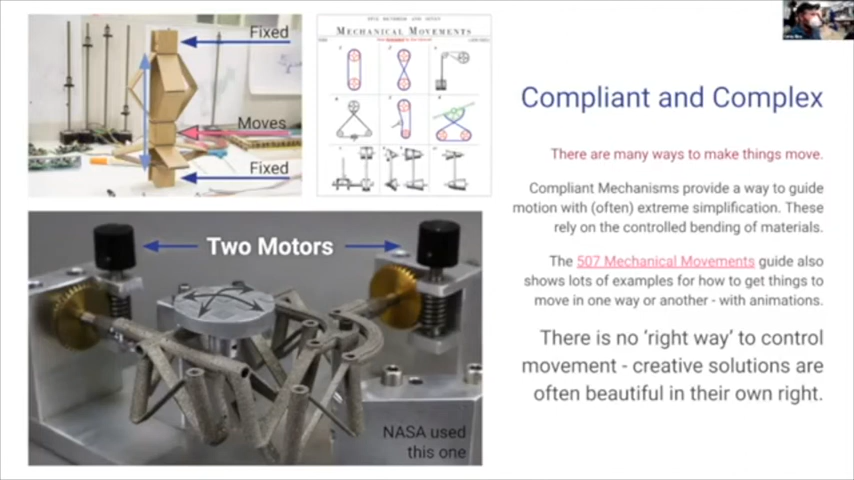 Fixed
Moves
Fixed
MECHANICAL MOVEMENTS
Two Motors
NASA used
this one
Compliant and Complex
There are many ways to make things move.
Compliant Mechanisms provide a way to guide
motion with (often) extreme simplification. These
rely on the controlled bending of materials.
The 507 Mechanical Movements guide also
shows lots of examples for how to get things to
move in one way or another - with animations.
There is no ‘right way’ to control
movement - creative solutions are
often beautiful in their own right.